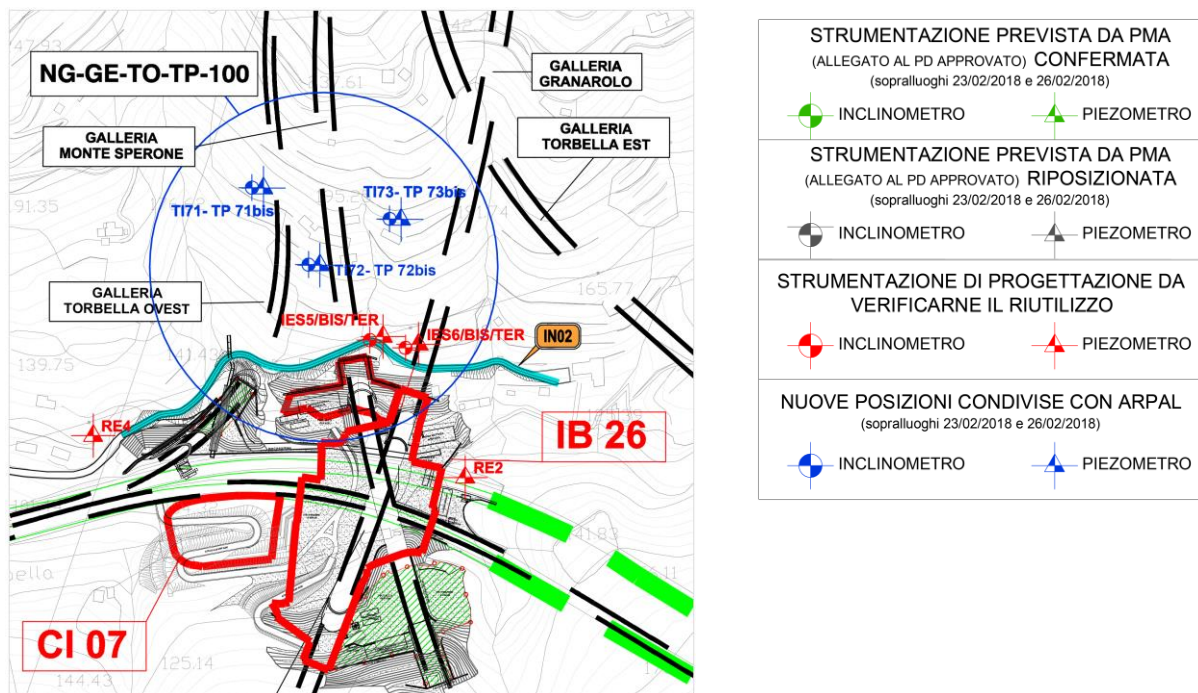 NG-GE-TO-TP-100
GALLERIA
GRANAROLO
GALLERIA
MONTE SPERONE
GALLERIA
TORBELLA EST
TI71- TP 71bis
TI73- TP 73bis
TI72- TP 72bis
GALLERIA
TORBELLA OVEST
165.77
IES5/BIS/TER
IES6/BIS/TER
IN02
139.75
RE4
IB 26
RE2
CI 07
125.14
144.43
STRUMENTAZIONE PREVISTA DA PMA
(ALLEGATO AL PD APPROVATO) CONFERMATA
(sopralluoghi 23/02/2018 e 26/02/2018)
INCLINOMETRO
PIEZOMETRO
STRUMENTAZIONE PREVISTA DA PMA
(ALLEGATO AL PD APPROVATO) RIPOSIZIONATA
(sopralluoghi 23/02/2018 e 26/02/2018)
INCLINOMETRO
PIEZOMETRO
STRUMENTAZIONE DI PROGETTAZIONE DA
VERIFICARNE IL RIUTILIZZO
INCLINOMETRO
PIEZOMETRO
NUOVE POSIZIONI CONDIVISE CON ARPAL
(sopralluoghi 23/02/2018 e 26/02/2018)
INCLINOMETRO
PIEZOMETRO